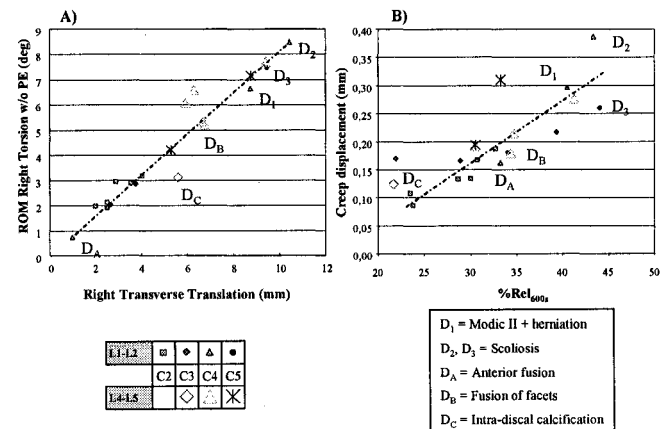 A)
ROM Right Torsion w/o PE (deg)
9
8
7
6
5
4
3
2
1
0
0 2 4 6 8 10 12
Right Transverse Translation (mm)
D2
D3
D1
DB
DC
DA
B)
Creep displacement (mm)
0,40
0,35
0,30
0,25
0,20
0,15
0,10
0,05
0,00
20 25 30 35 40 45 50
%Rel600s
D2
D1
D3
DB
DA
DC
L1-L2
C2 C3 C4 C5
L4-L5
D1 = Modic II + herniation
D2, D3 = Scoliosis
DA = Anterior fusion
DB = Fusion of facets
DC = Intra-discal calcification